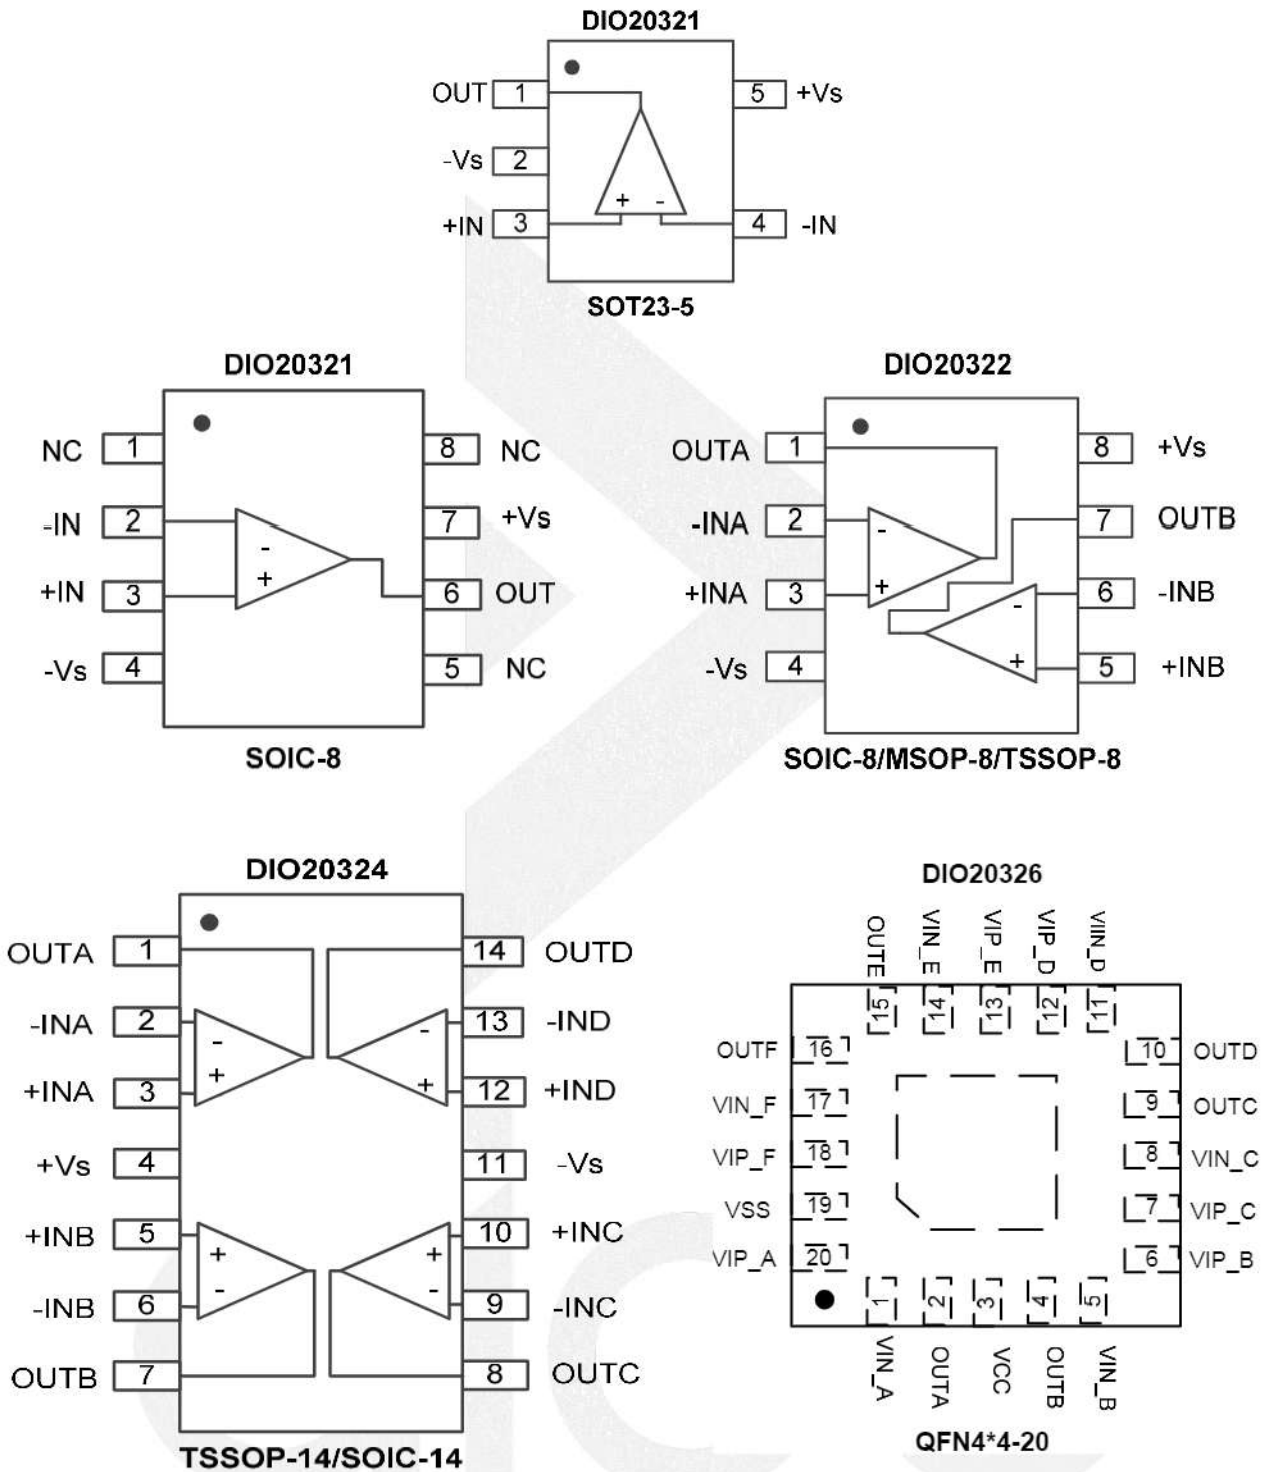 DIO20321
OUT 1 5 +Vs
-Vs 2
+ -
+IN 3 4 -IN
SOT23-5
DIO20321
NC 1 8 NC
-IN 2 7 +Vs
-
+
+IN 3 6 OUT
-Vs 4 5 NC
SOIC-8
DIO20322
OUTA 1 8 +Vs
-INA 2 7 OUTB
-
+
+INA 3 6 -INB
-
+
-Vs 4 5 +INB
SOIC-8/MSOP-8/TSSOP-8
DIO20324
OUTA 1 14 OUTD
-INA 2 13 -IND
- -
+ +
+INA 3 12 +IND
+Vs 4 11 -Vs
+INB 5 10 +INC
+ +
- -
-INB 6 9 -INC
OUTB 7 8 OUTC
TSSOP-14/SOIC-14
DIO20326
OUTE VIN_E VIP_E VIP_D VIIN_D
15 14 13 12 11
OUTF 16 10 OUTD
VIN_F 17 9 OUTC
VIP_F 18 8 VIN_C
VSS 19 7 VIP_C
VIP_A 20 6 VIP_B
1 2 3 4 5
VIN_A OUTA VCC OUTB VIN_B
QFN4*4-20